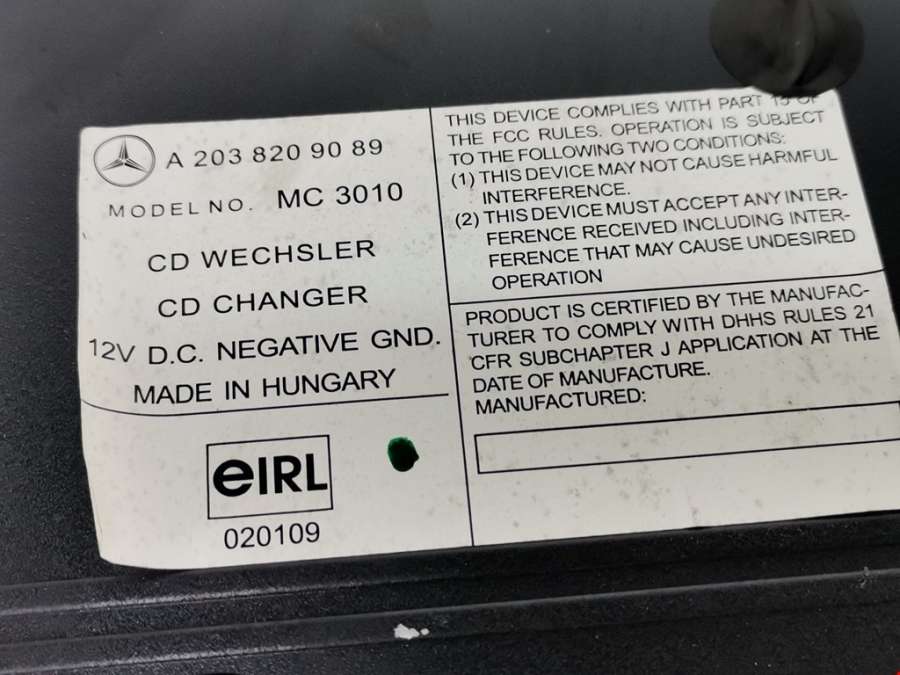 A 203 820 90 89
MODEL NO. MC 3010
CD WECHSLER
CD CHANGER
12V D.C. NEGATIVE GND.
MADE IN HUNGARY
eIRL
020109
THIS DEVICE COMPLIES WITH PART 15 OF
THE FCC RULES. OPERATION IS SUBJECT
TO THE FOLLOWING TWO CONDITIONS:
(1) THIS DEVICE MAY NOT CAUSE HARMFUL
INTERFERENCE.
(2) THIS DEVICE MUST ACCEPT ANY INTER-
FERENCE RECEIVED INCLUDING INTER-
FERENCE THAT MAY CAUSE UNDESIRED
OPERATION
PRODUCT IS CERTIFIED BY THE MANUFAC-
TURER TO COMPLY WITH DHHS RULES 21
CFR SUBCHAPTER J APPLICATION AT THE
DATE OF MANUFACTURE.
MANUFACTURED: